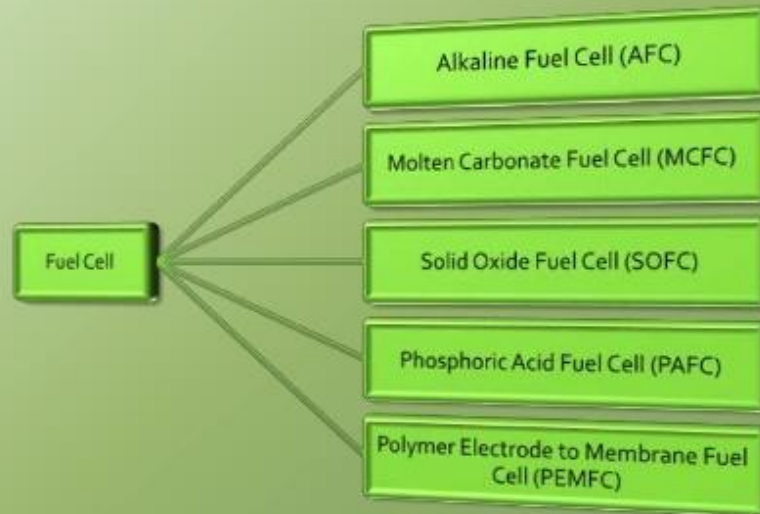 Fuel Cell
Alkaline Fuel Cell (AFC)
Molten Carbonate Fuel Cell (MCFC)
Solid Oxide Fuel Cell (SOFC)
Phosphoric Acid Fuel Cell (PAFC)
Polymer Electrode to Membrane Fuel
Cell (PEMFC)